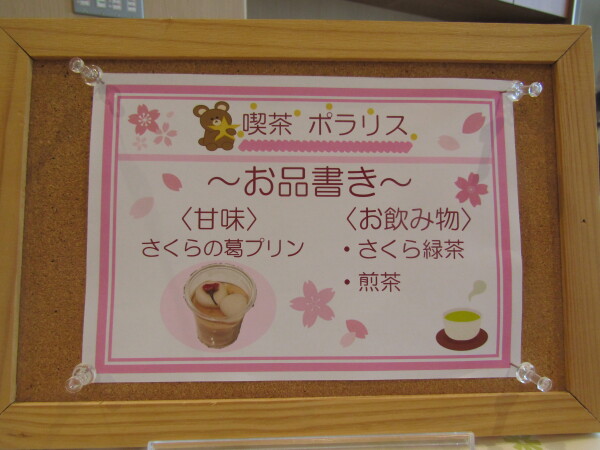 喫茶 ポラリス
～お品書き～
〈甘味〉
さくらの葛プリン
〈お飲み物〉
・さくら緑茶
・煎茶